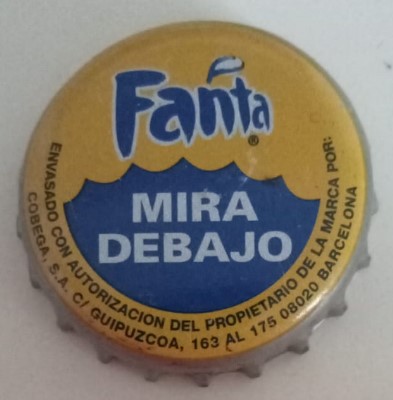 Fanta®
MIRA
DEBAJO
ENVASADO CON AUTORIZACION DEL PROPIETARIO DE LA MARCA POR:
COBEGA, S.A. C/ GUIPUZCOA, 163 AL 175 08020 BARCELONA